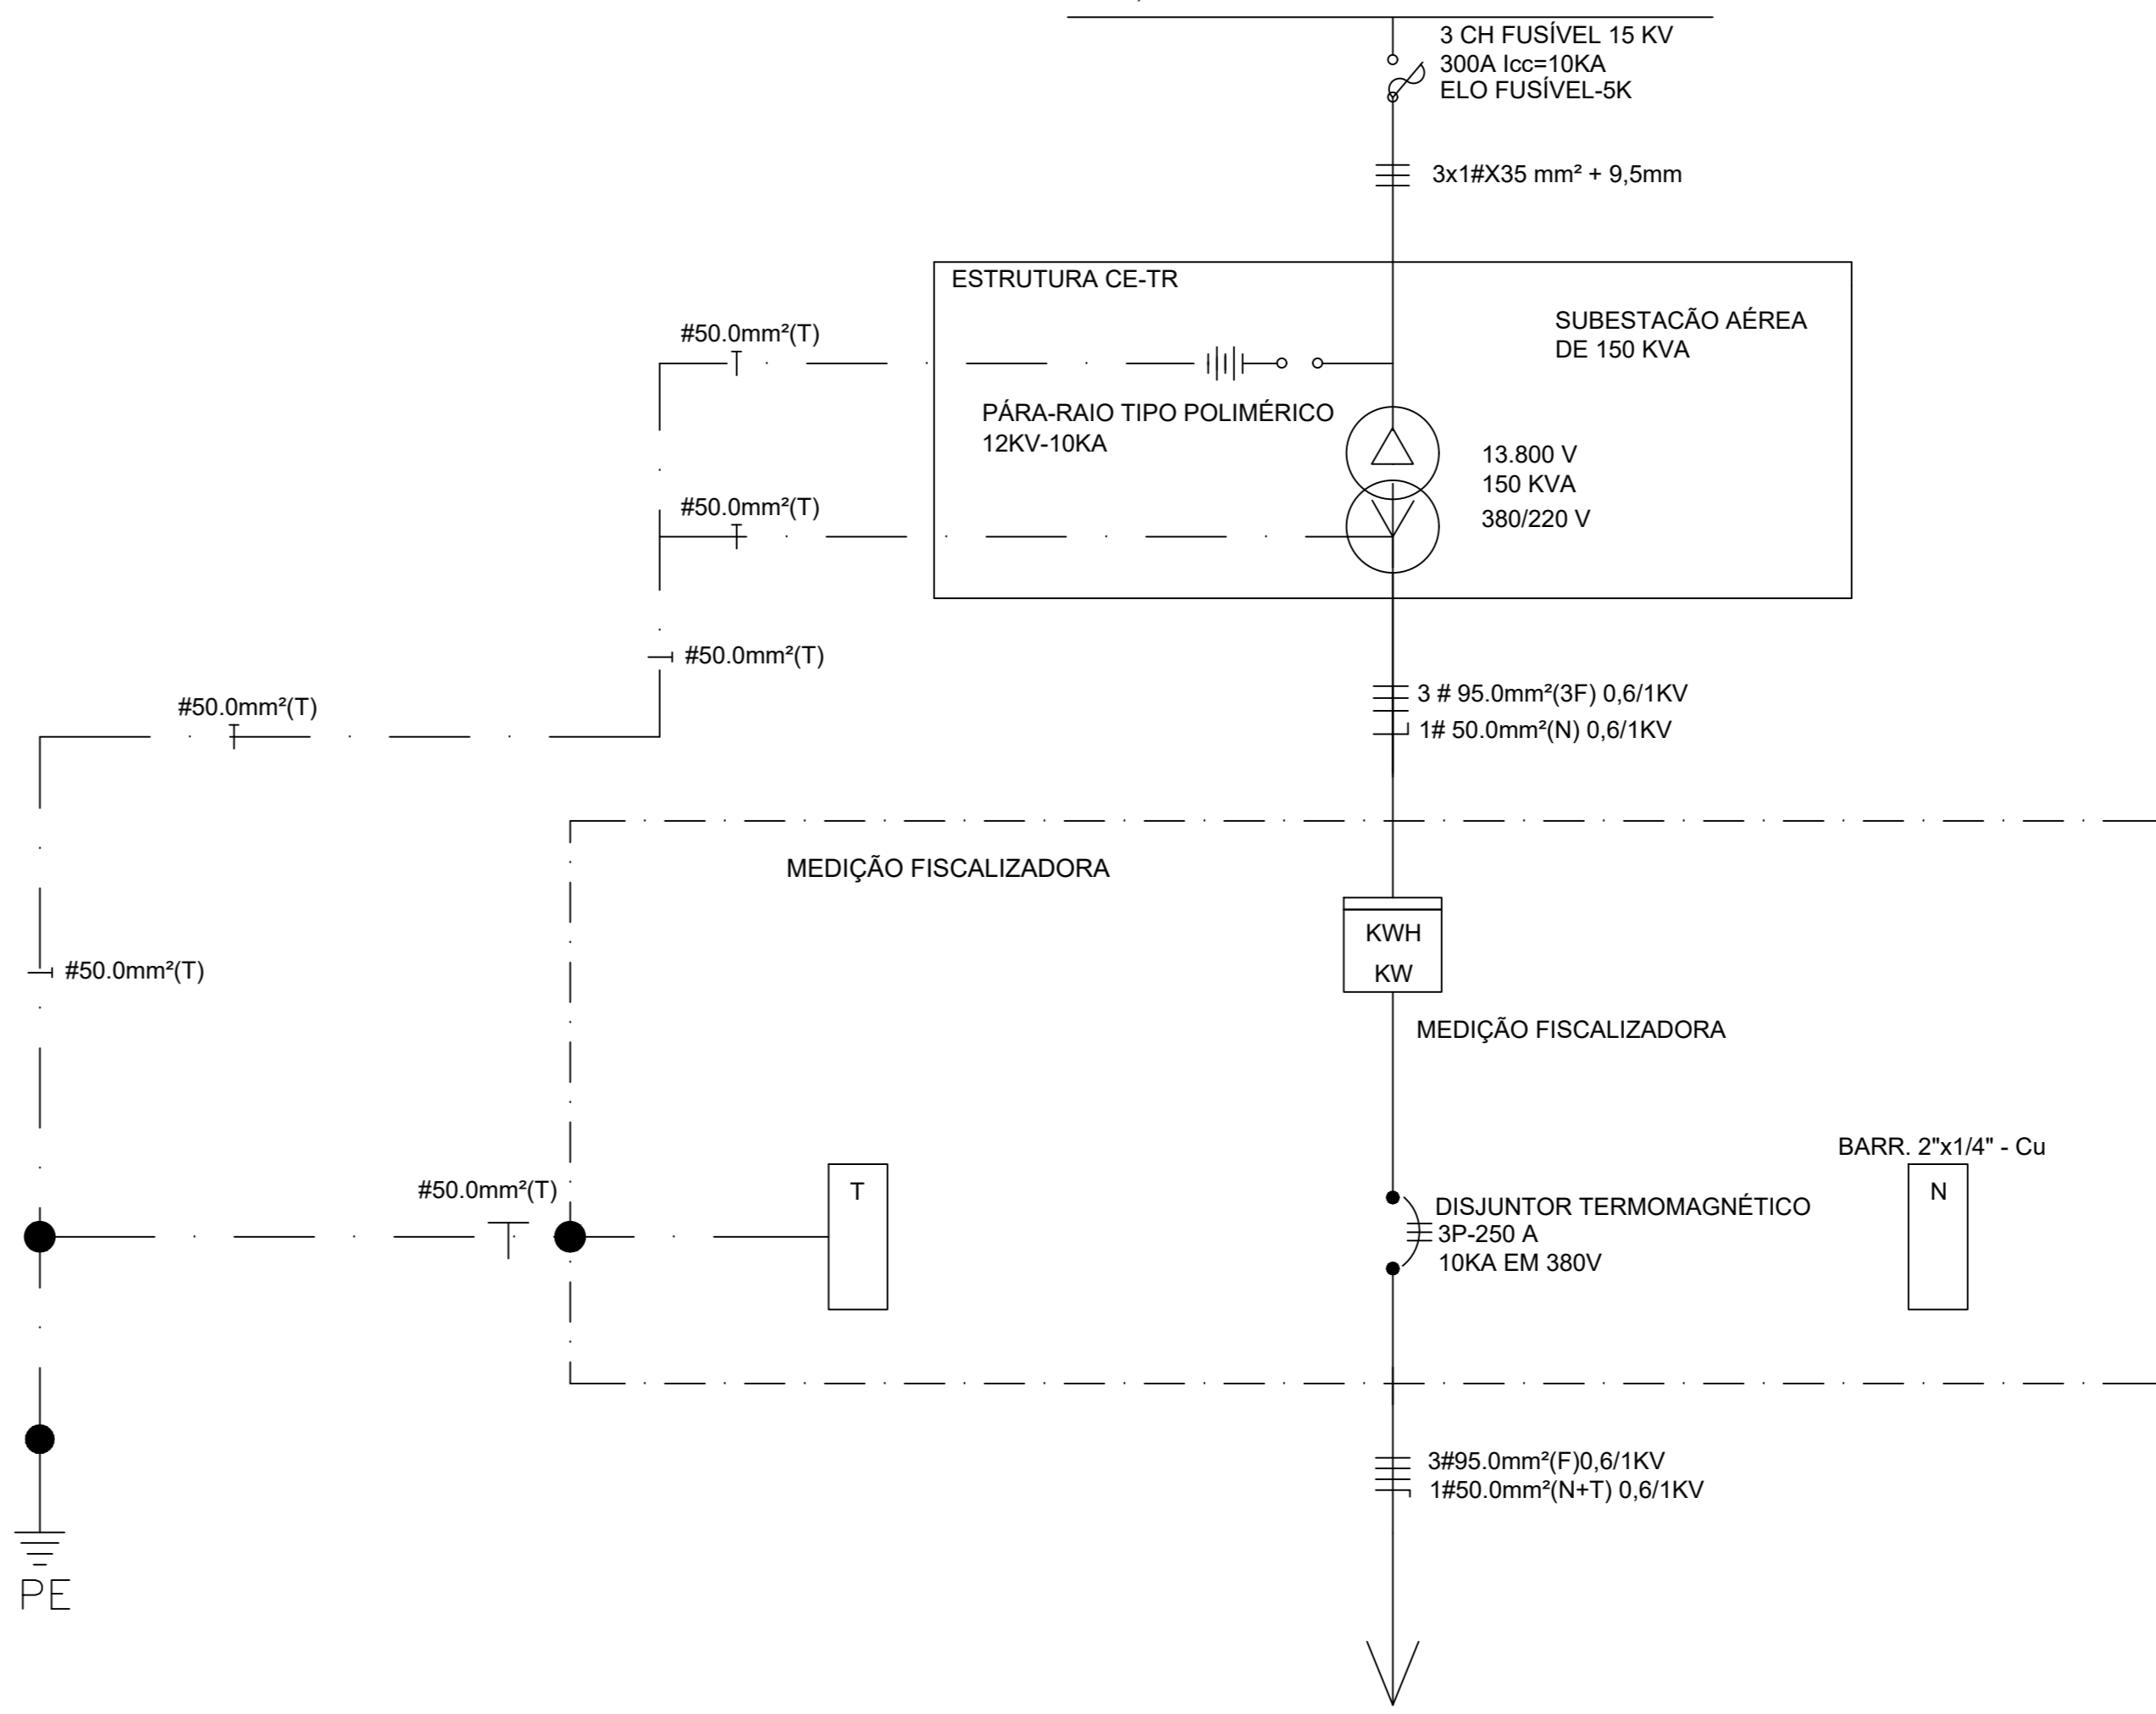 3 CH FUSÍVEL 15 KV
300A Icc=10KA
ELO FUSÍVEL-5K
3x1#X35 mm² + 9,5mm
ESTRUTURA CE-TR
SUBESTACÃO AÉREA
DE 150 KVA
#50.0mm²(T)
PÁRA-RAIO TIPO POLIMÉRICO
12KV-10KA
13.800 V
150 KVA
380/220 V
#50.0mm²(T)
#50.0mm²(T)
#50.0mm²(T)
3 # 95.0mm²(3F) 0,6/1KV
1# 50.0mm²(N) 0,6/1KV
MEDIÇÃO FISCALIZADORA
KWH
KW
#50.0mm²(T)
MEDIÇÃO FISCALIZADORA
BARR. 2"x1/4" - Cu
#50.0mm²(T)
T
N
DISJUNTOR TERMOMAGNÉTICO
3P-250 A
10KA EM 380V
3#95.0mm²(F)0,6/1KV
1#50.0mm²(N+T) 0,6/1KV
PE